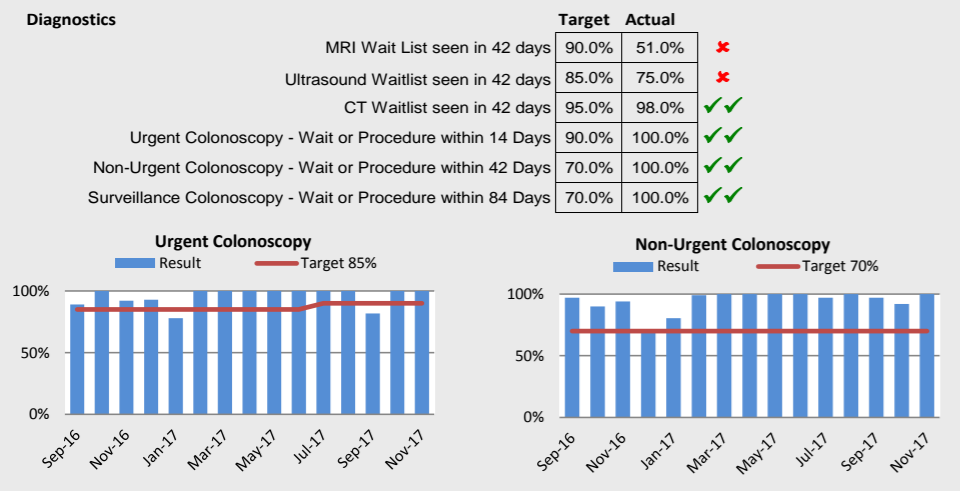 Diagnostics Target Actual
MRI Wait List seen in 42 days 90.0% 51.0% ✘
Ultrasound Waitlist seen in 42 days 85.0% 75.0% ✘
CT Waitlist seen in 42 days 95.0% 98.0% ✓✓
Urgent Colonoscopy - Wait or Procedure within 14 Days 90.0% 100.0% ✓✓
Non-Urgent Colonoscopy - Wait or Procedure within 42 Days 70.0% 100.0% ✓✓
Surveillance Colonoscopy - Wait or Procedure within 84 Days 70.0% 100.0% ✓✓
Urgent Colonoscopy
Result Target 85%
100%
50%
0%
Sep-16 Nov-16 Jan-17 Mar-17 May-17 Jul-17 Sep-17 Nov-17
Non-Urgent Colonoscopy
Result Target 70%
100%
50%
0%
Sep-16 Nov-16 Jan-17 Mar-17 May-17 Jul-17 Sep-17 Nov-17